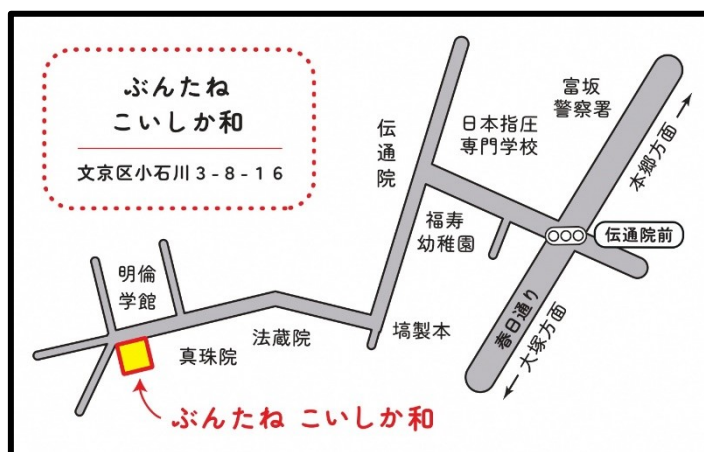 ぶんたね
こいしか和
文京区小石川3-8-16
伝通院
日本指圧
専門学校
富坂
警察署
本郷方面
福寿
幼稚園
伝通院前
春日通り
大塚方面
明倫
学館
真珠院
法蔵院
塙製本
ぶんたね こいしか和